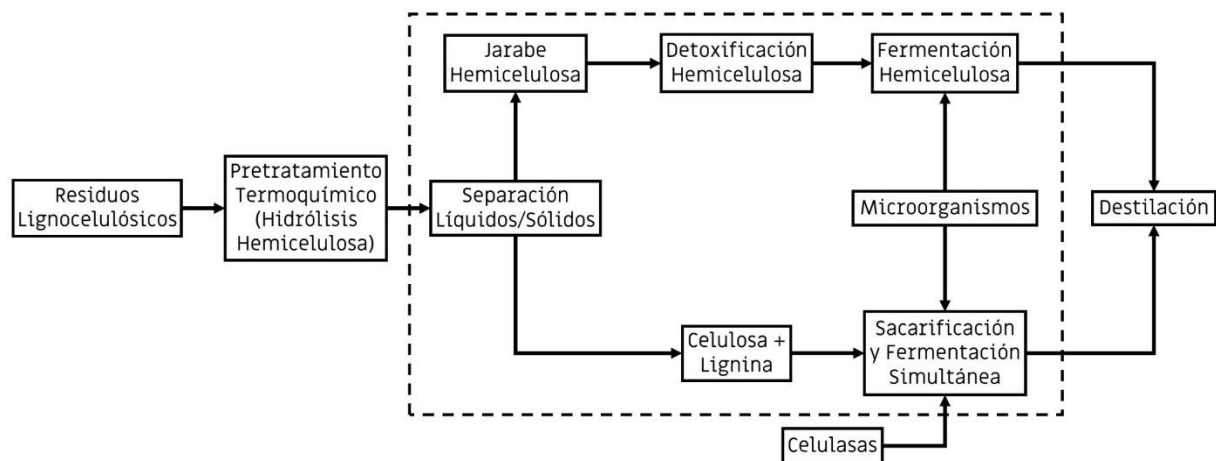 Jarabe
Hemicelulosa
Detoxificación
Hemicelulosa
Fermentación
Hemicelulosa
Residuos
Lignocelulósicos
Pretratamiento
Termoquímico
(Hidrólisis
Hemicelulosa)
Separación
Líquidos/Sólidos
Microorganismos
Destilación
Celulosa +
Lignina
Sacarificación
y Fermentación
Simultánea
Celulasas